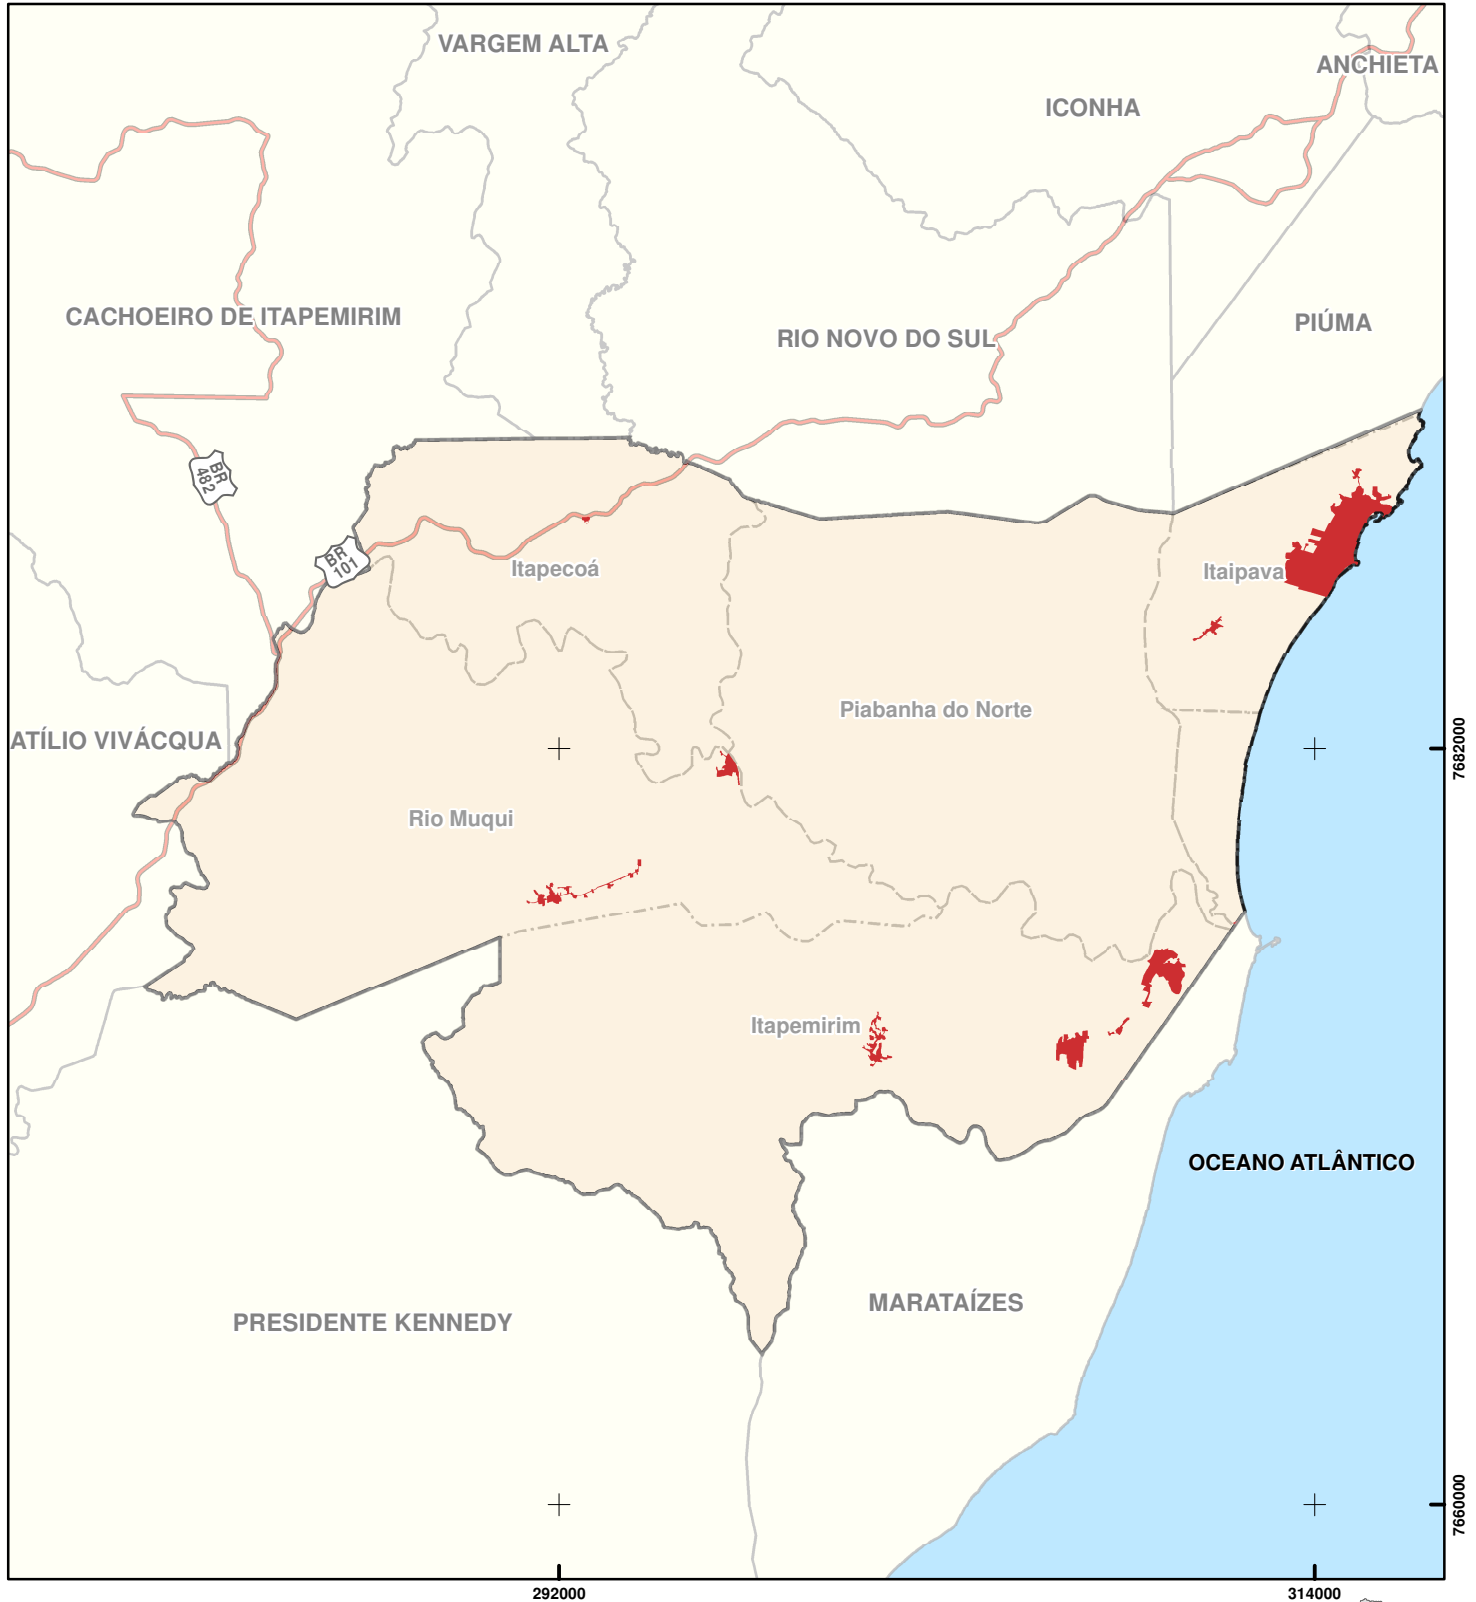 VARGEM ALTA
ANCHIETA
ICONHA
CACHOEIRO DE ITAPEMIRIM
PIÚMA
RIO NOVO DO SUL
BR
482
BR
101
Itapecoá
Itaipava
Piabanha do Norte
ATÍLIO VIVÁCQUA
7682000
Rio Muqui
Itapemirim
OCEANO ATLÂNTICO
MARATAÍZES
PRESIDENTE KENNEDY
7660000
292000
314000